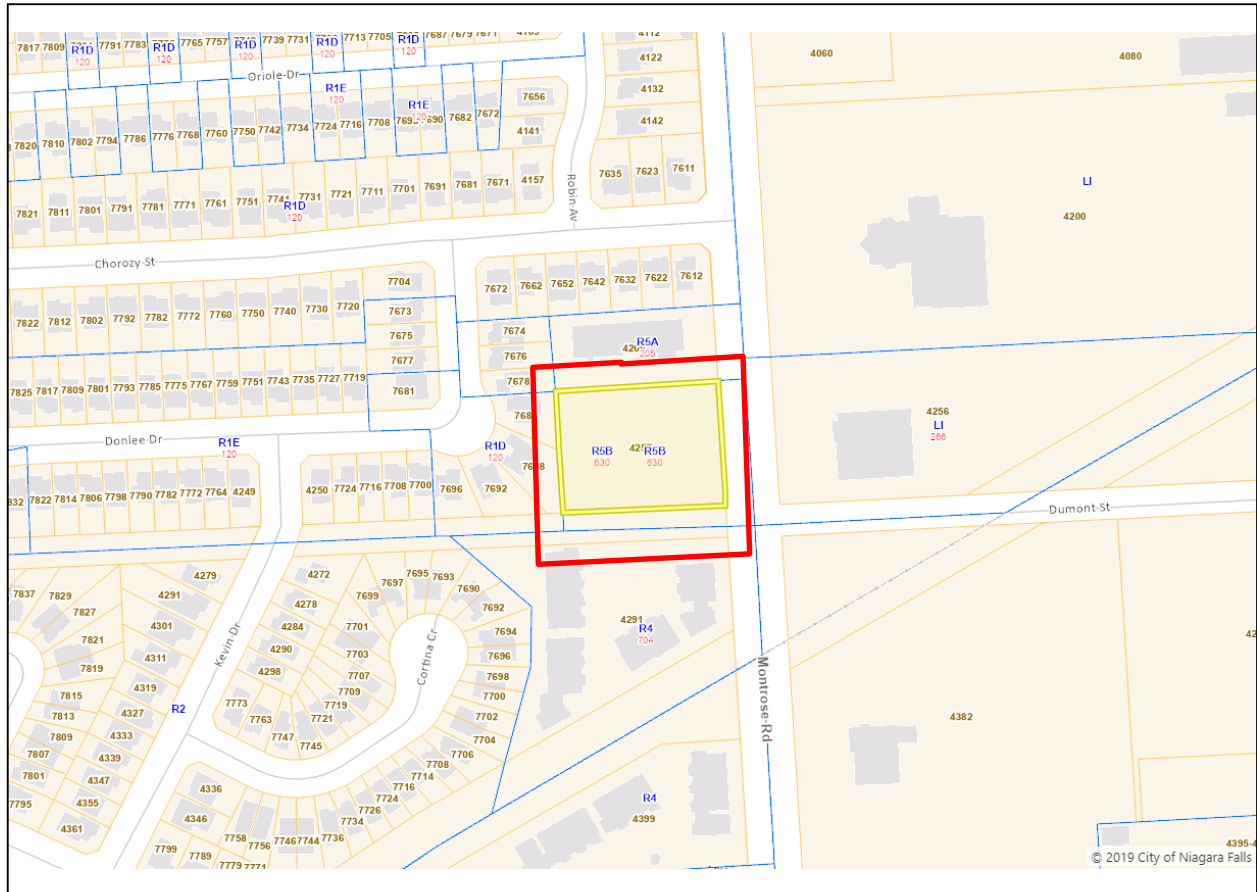 7817 7809 7791 7783 7765 7757 7739 7731 7713 7705 7687 7679 7671
R1D R1D R1D R1D R1D
120 120 120 120 120
4112
4122
4132
4142
4060
4080
Oriole Dr
R1E
120
R1E
120
7656
4141
7820 7810 7802 7794 7786 7776 7768 7760 7750 7742 7734 7724 7716 7708 7690 7682 7672
7635 7623 7611
Robin Av
LI
4200
7821 7811 7801 7791 7781 7771 7761 7751 7741 7731 7721 7711 7701 7691 7681 7671 4157
R1D
120
Chorozy St
7704
7672 7662 7652 7642 7632 7622 7612
7822 7812 7802 7792 7782 7772 7760 7750 7740 7730 7720
7673
7675
7677
7681
7674
7676
7678
R5A
205
7825 7817 7809 7801 7793 7785 7775 7767 7759 7751 7743 7735 7727 7719
4256
LI
266
Donlee Dr
R1E
120
R1D
120
R5B R5B
630 630
7822 7814 7806 7798 7790 7782 7772 7764 4249
4250 7724 7716 7708 7700 7696 7692
Dumont St
4279
4291
4301
4311
4319
4327
4333
4339
4347
4355
4361
7837
7829
7827
7821
7819
7815
7813
7809
7807
7801
7795
Kevin Dr
R2
4272
4278
4284
4290
4298
7695 7693
7697
7699
7690
7692
7694
7696
7698
7700
7702
7704
7706
7708
7714
7716
7724
7726
7734
7736
7701
7703
7707
7709
7719
7721
7745
7747
7763
7773
Cortina Cr
4291
R4
704
Montrose Rd
4382
4336
4346
7758
7756
7746 7744
7799
7789
7779 7771
R4
4399
4395-4
© 2019 City of Niagara Falls